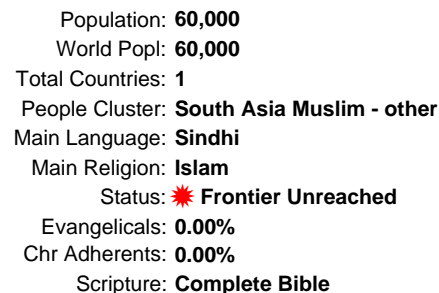 Population: 60,000
World Popl: 60,000
Total Countries: 1
People Cluster: South Asia Muslim - other
Main Language: Sindhi
Main Religion: Islam
Status: Frontier Unreached
Evangelicals: 0.00%
Chr Adherents: 0.00%
Scripture: Complete Bible